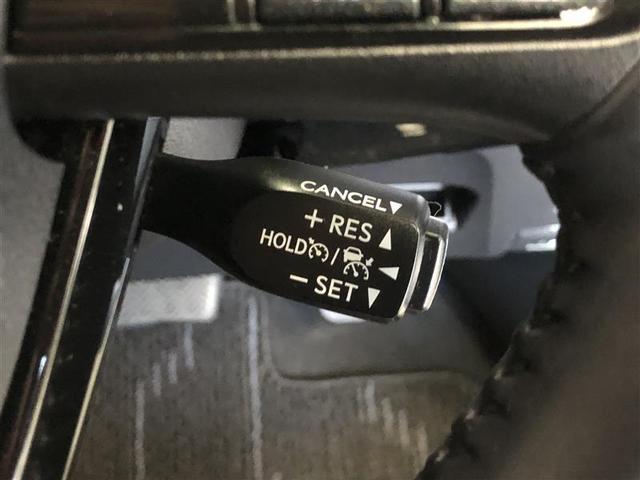 CANCEL▼
+ RES ▲
HOLD / ◀
− SET ▼